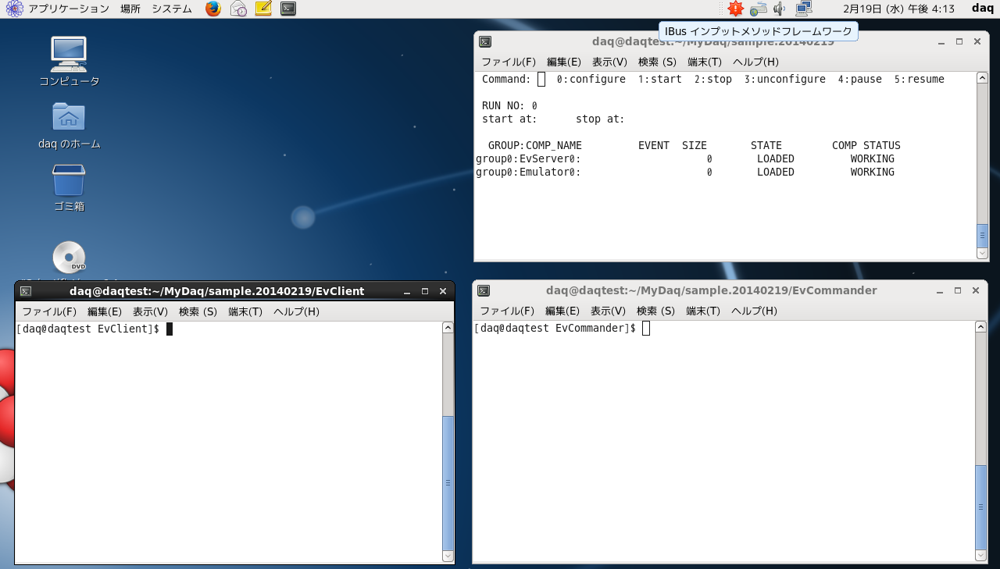 アプリケーション 場所 システム 2月19日 (水) 午後 4:13 daq
IBus インプットメソッドフレームワーク
コンピュータ
daq のホーム
ゴミ箱
DVD
daq@daqtest:~/MyDaq/sample.20140219
ファイル(F) 編集(E) 表示(V) 検索 (S) 端末(T) ヘルプ(H)
Command: 0:configure 1:start 2:stop 3:unconfigure 4:pause 5:resume
RUN NO: 0
start at: stop at:
GROUP:COMP_NAME EVENT SIZE STATE COMP STATUS
group0:EvServer0: 0 LOADED WORKING
group0:Emulator0: 0 LOADED WORKING
daq@daqtest:~/MyDaq/sample.20140219/EvClient
ファイル(F) 編集(E) 表示(V) 検索 (S) 端末(T) ヘルプ(H)
[daq@daqtest EvClient]$
daq@daqtest:~/MyDaq/sample.20140219/EvCommander
ファイル(F) 編集(E) 表示(V) 検索 (S) 端末(T) ヘルプ(H)
[daq@daqtest EvCommander]$